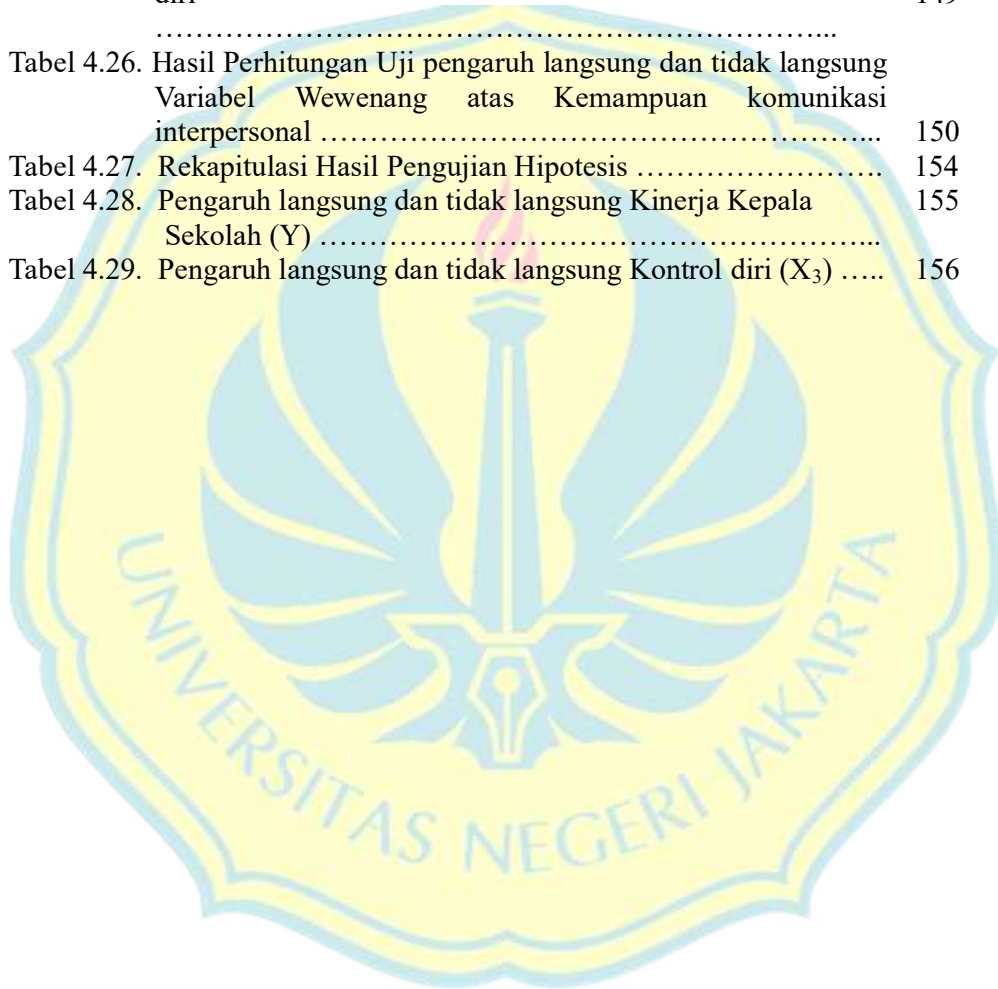 diri 149
…………………………………………………………...
Tabel 4.26. Hasil Perhitungan Uji pengaruh langsung dan tidak langsung
Variabel Wewenang atas Kemampuan komunikasi
interpersonal ………………………………………………... 150
Tabel 4.27. Rekapitulasi Hasil Pengujian Hipotesis ……………………. 154
Tabel 4.28. Pengaruh langsung dan tidak langsung Kinerja Kepala 155
Sekolah (Y) ………………………………………………...
Tabel 4.29. Pengaruh langsung dan tidak langsung Kontrol diri (X₃) ….. 156
UNIVERSITAS NEGERI JAKARTA